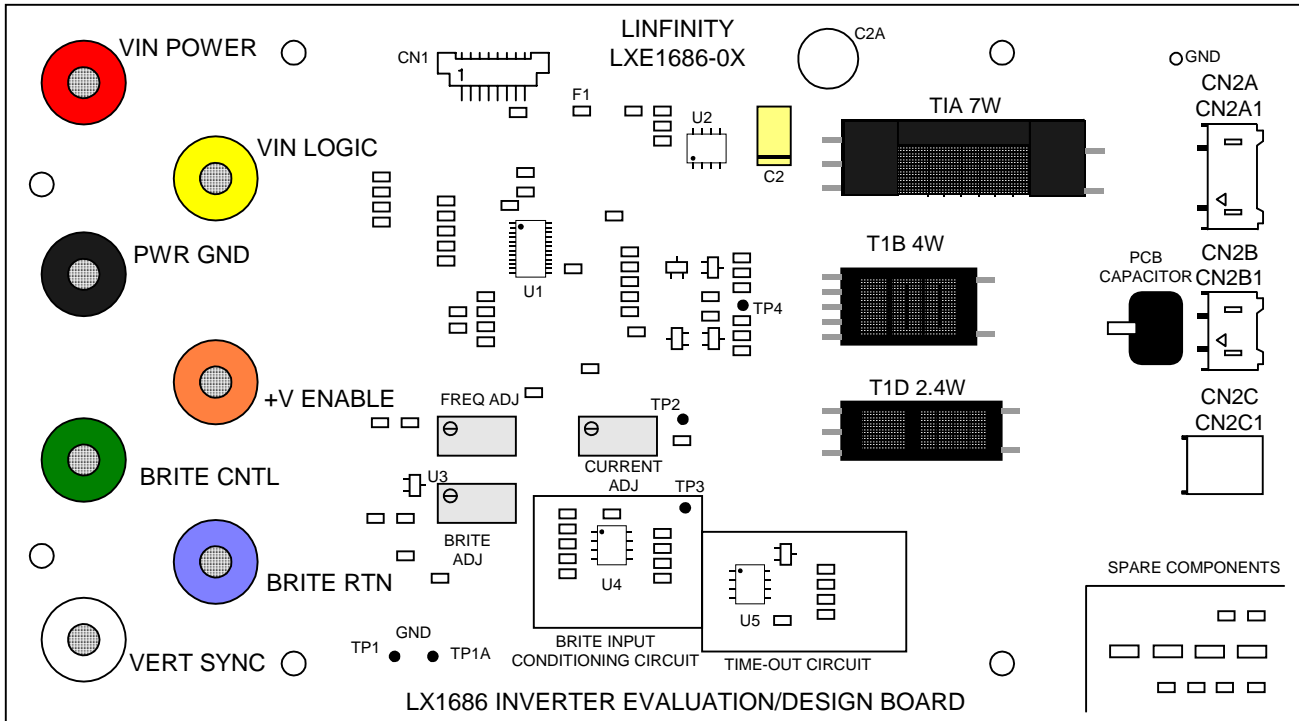 VIN POWER
LINFINITY
LXE1686-0X
C2A
CN1
1
GND
CN2A
CN2A1
F1
U2
TIA 7W
VIN LOGIC
C2
PWR GND
U1
T1B 4W
PCB
CAPACITOR
CN2B
CN2B1
TP4
+V ENABLE
FREQ ADJ
TP2
T1D 2.4W
CN2C
CN2C1
BRITE CNTL
U3
CURRENT
ADJ
TP3
BRITE
ADJ
U4
BRITE RTN
U5
SPARE COMPONENTS
VERT SYNC
TP1
GND
TP1A
BRITE INPUT
CONDITIONING CIRCUIT
TIME-OUT CIRCUIT
LX1686 INVERTER EVALUATION/DESIGN BOARD